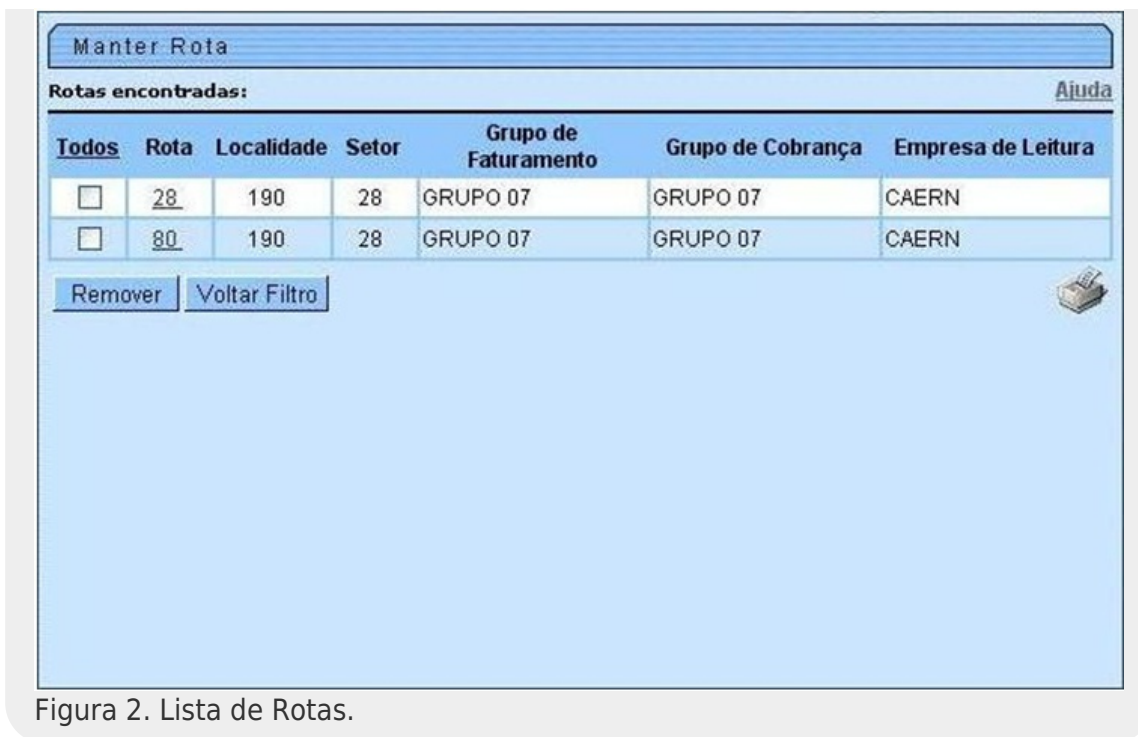 Manter Rota
Rotas encontradas: Ajuda
Todos Rota Localidade Setor Grupo de Faturamento Grupo de Cobrança Empresa de Leitura
28 190 28 GRUPO 07 GRUPO 07 CAERN
80 190 28 GRUPO 07 GRUPO 07 CAERN
Remover Voltar Filtro
Figura 2. Lista de Rotas.